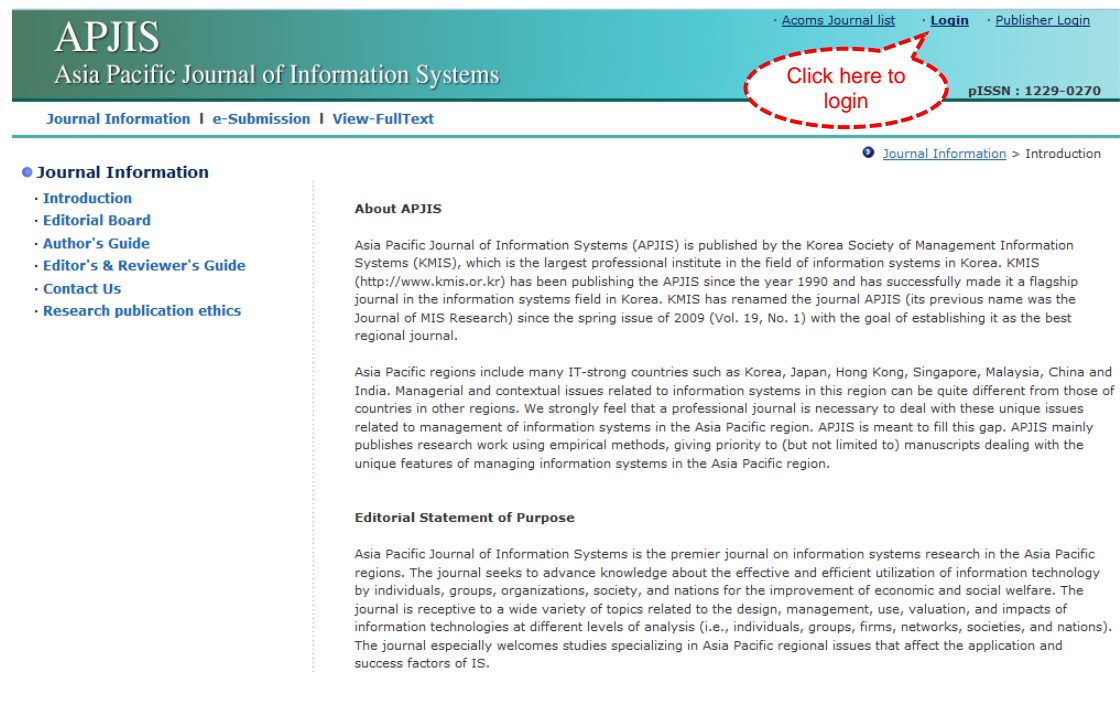 · Acoms Journal list · Login · Publisher Login
APJIS
Asia Pacific Journal of Information Systems
Click here to
login
pISSN : 1229-0270
Journal Information l e-Submission l View-FullText
Journal Information > Introduction
Journal Information
· Introduction
· Editorial Board
· Author's Guide
· Editor's & Reviewer's Guide
· Contact Us
· Research publication ethics
About APJIS
Asia Pacific Journal of Information Systems (APJIS) is published by the Korea Society of Management Information
Systems (KMIS), which is the largest professional institute in the field of information systems in Korea. KMIS
(http://www.kmis.or.kr) has been publishing the APJIS since the year 1990 and has successfully made it a flagship
journal in the information systems field in Korea. KMIS has renamed the journal APJIS (its previous name was the
Journal of MIS Research) since the spring issue of 2009 (Vol. 19, No. 1) with the goal of establishing it as the best
regional journal.
Asia Pacific regions include many IT-strong countries such as Korea, Japan, Hong Kong, Singapore, Malaysia, China and
India. Managerial and contextual issues related to information systems in this region can be quite different from those of
countries in other regions. We strongly feel that a professional journal is necessary to deal with these unique issues
related to management of information systems in the Asia Pacific region. APJIS is meant to fill this gap. APJIS mainly
publishes research work using empirical methods, giving priority to (but not limited to) manuscripts dealing with the
unique features of managing information systems in the Asia Pacific region.
Editorial Statement of Purpose
Asia Pacific Journal of Information Systems is the premier journal on information systems research in the Asia Pacific
regions. The journal seeks to advance knowledge about the effective and efficient utilization of information technology
by individuals, groups, organizations, society, and nations for the improvement of economic and social welfare. The
journal is receptive to a wide variety of topics related to the design, management, use, valuation, and impacts of
information technologies at different levels of analysis (i.e., individuals, groups, firms, networks, societies, and nations).
The journal especially welcomes studies specializing in Asia Pacific regional issues that affect the application and
success factors of IS.